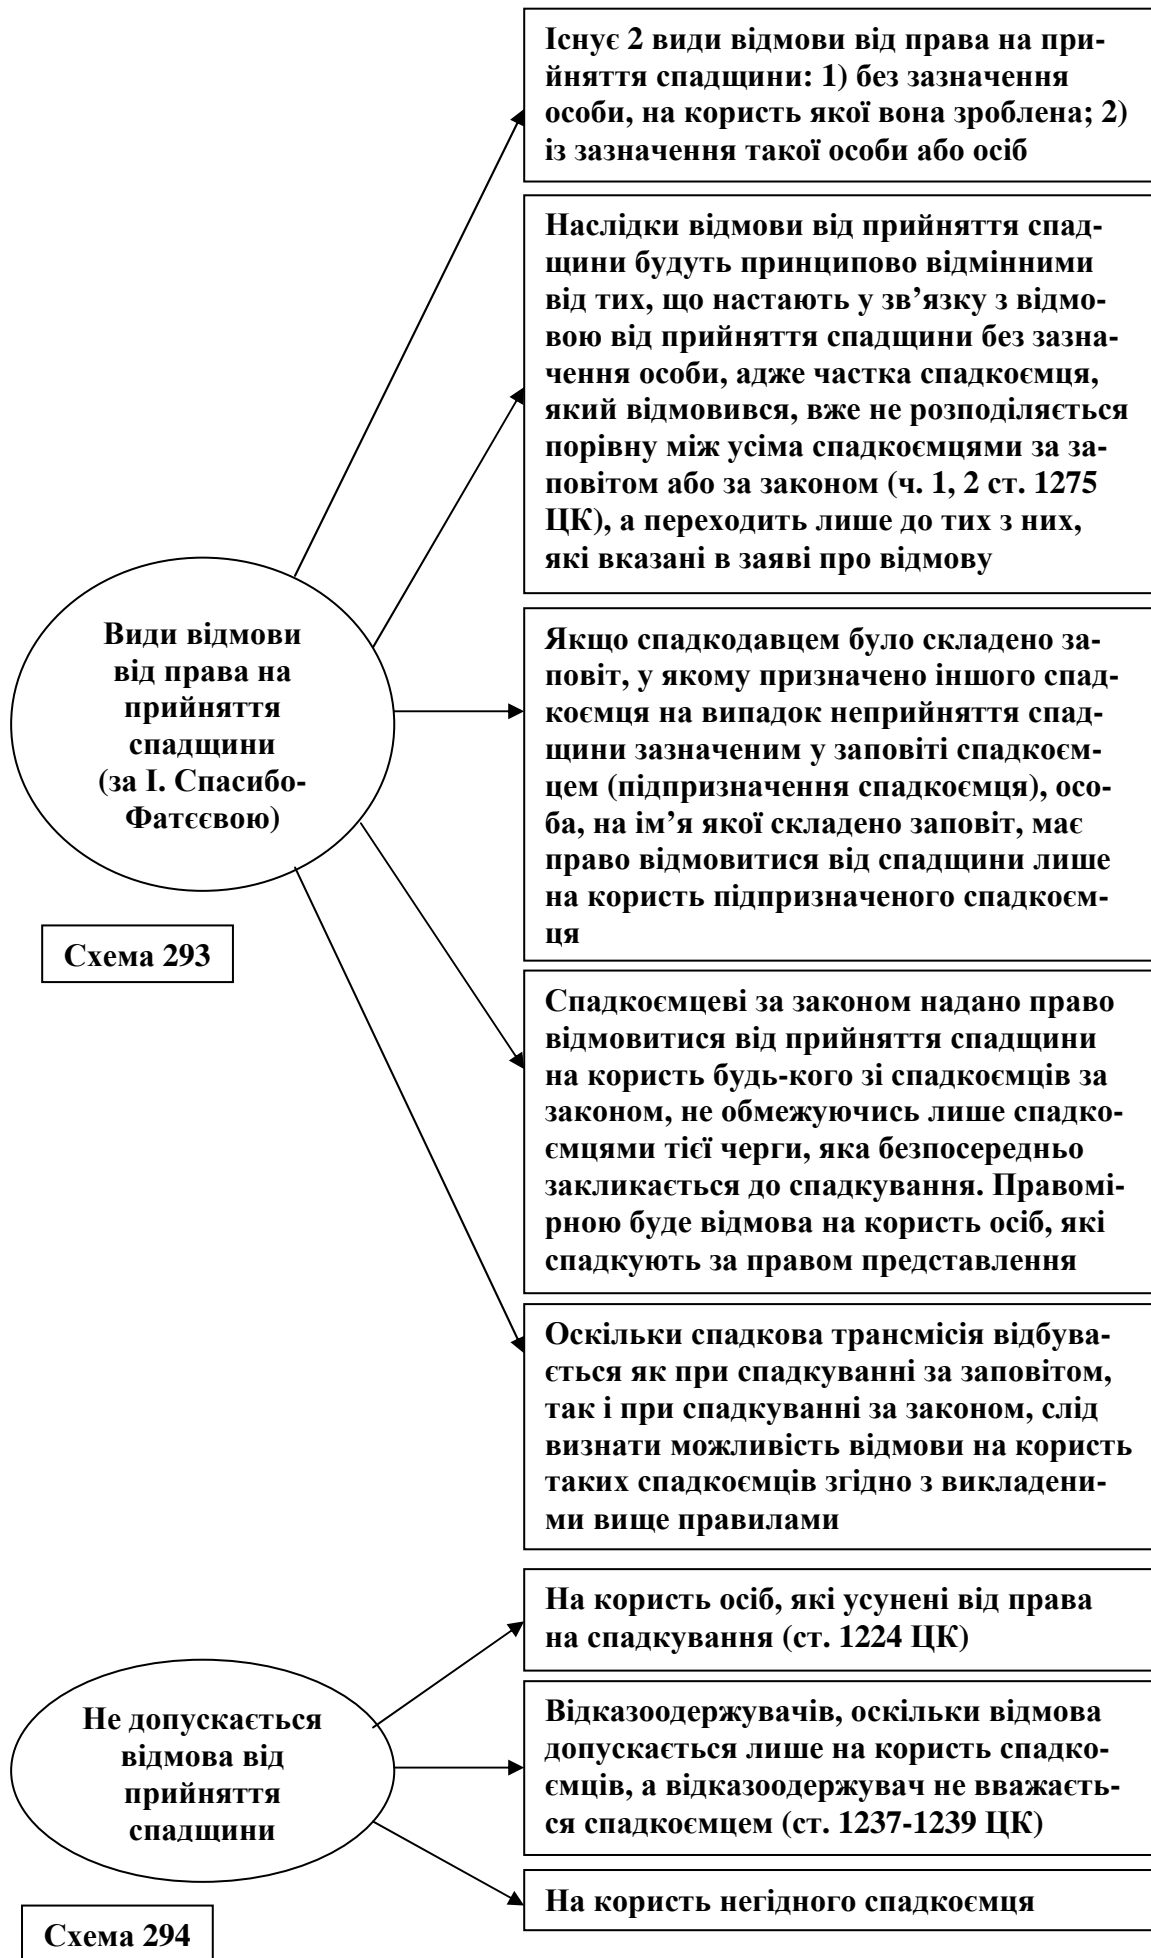 Існує 2 види відмови від права на при-
йняття спадщини: 1) без зазначення
особи, на користь якої вона зроблена; 2)
із зазначення такої особи або осіб
Наслідки відмови від прийняття спад-
щини будуть принципово відмінними
від тих, що настають у зв’язку з відмо-
вою від прийняття спадщини без зазна-
чення особи, адже частка спадкоємця,
який відмовився, вже не розподіляється
порівну між усіма спадкоємцями за за-
повітом або за законом (ч. 1, 2 ст. 1275
ЦК), а переходить лише до тих з них,
які вказані в заяві про відмову
Види відмови
від права на
прийняття
спадщини
(за І. Спасибо-
Фатєєвою)
Якщо спадкодавцем було складено за-
повіт, у якому призначено іншого спад-
коємця на випадок неприйняття спад-
щини зазначеним у заповіті спадкоєм-
цем (підпризначення спадкоємця), осо-
ба, на ім’я якої складено заповіт, має
право відмовитися від спадщини лише
на користь підпризначеного спадкоєм-
ця
Схема 293
Спадкоємцеві за законом надано право
відмовитися від прийняття спадщини
на користь будь-кого зі спадкоємців за
законом, не обмежуючись лише спадко-
ємцями тієї черги, яка безпосередньо
закликається до спадкування. Правомі-
рною буде відмова на користь осіб, які
спадкують за правом представлення
Оскільки спадкова трансмісія відбува-
ється як при спадкуванні за заповітом,
так і при спадкуванні за законом, слід
визнати можливість відмови на користь
таких спадкоємців згідно з викладени-
ми вище правилами
На користь осіб, які усунені від права
на спадкування (ст. 1224 ЦК)
Не допускається
відмова від
прийняття
спадщини
Відказоодержувачів, оскільки відмова
допускається лише на користь спадко-
ємців, а відказоодержувач не вважаєть-
ся спадкоємцем (ст. 1237-1239 ЦК)
На користь негідного спадкоємця
Схема 294